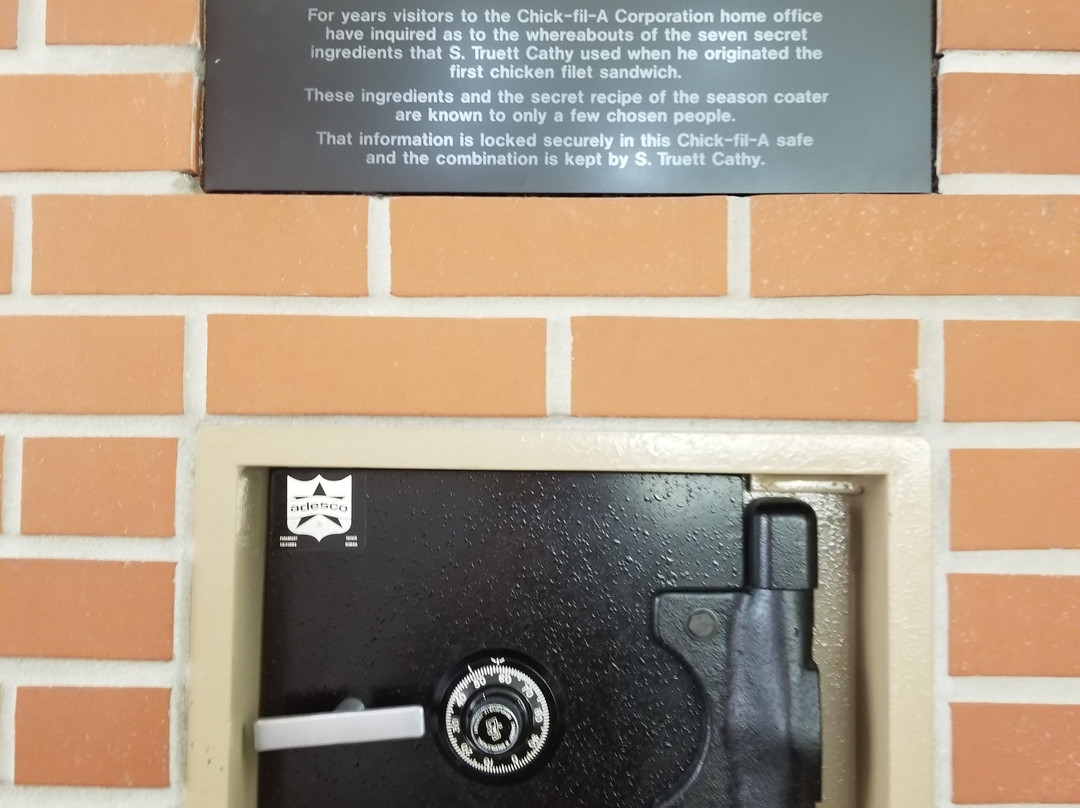 For years visitors to the Chick-fil-A Corporation home office
have inquired as to the whereabouts of the seven secret
ingredients that S. Truett Cathy used when he originated the
first chicken filet sandwich.
These ingredients and the secret recipe of the season coater
are known to only a few chosen people.
That information is locked securely in this Chick-fil-A safe
and the combination is kept by S. Truett Cathy.
adesco
50 60 70